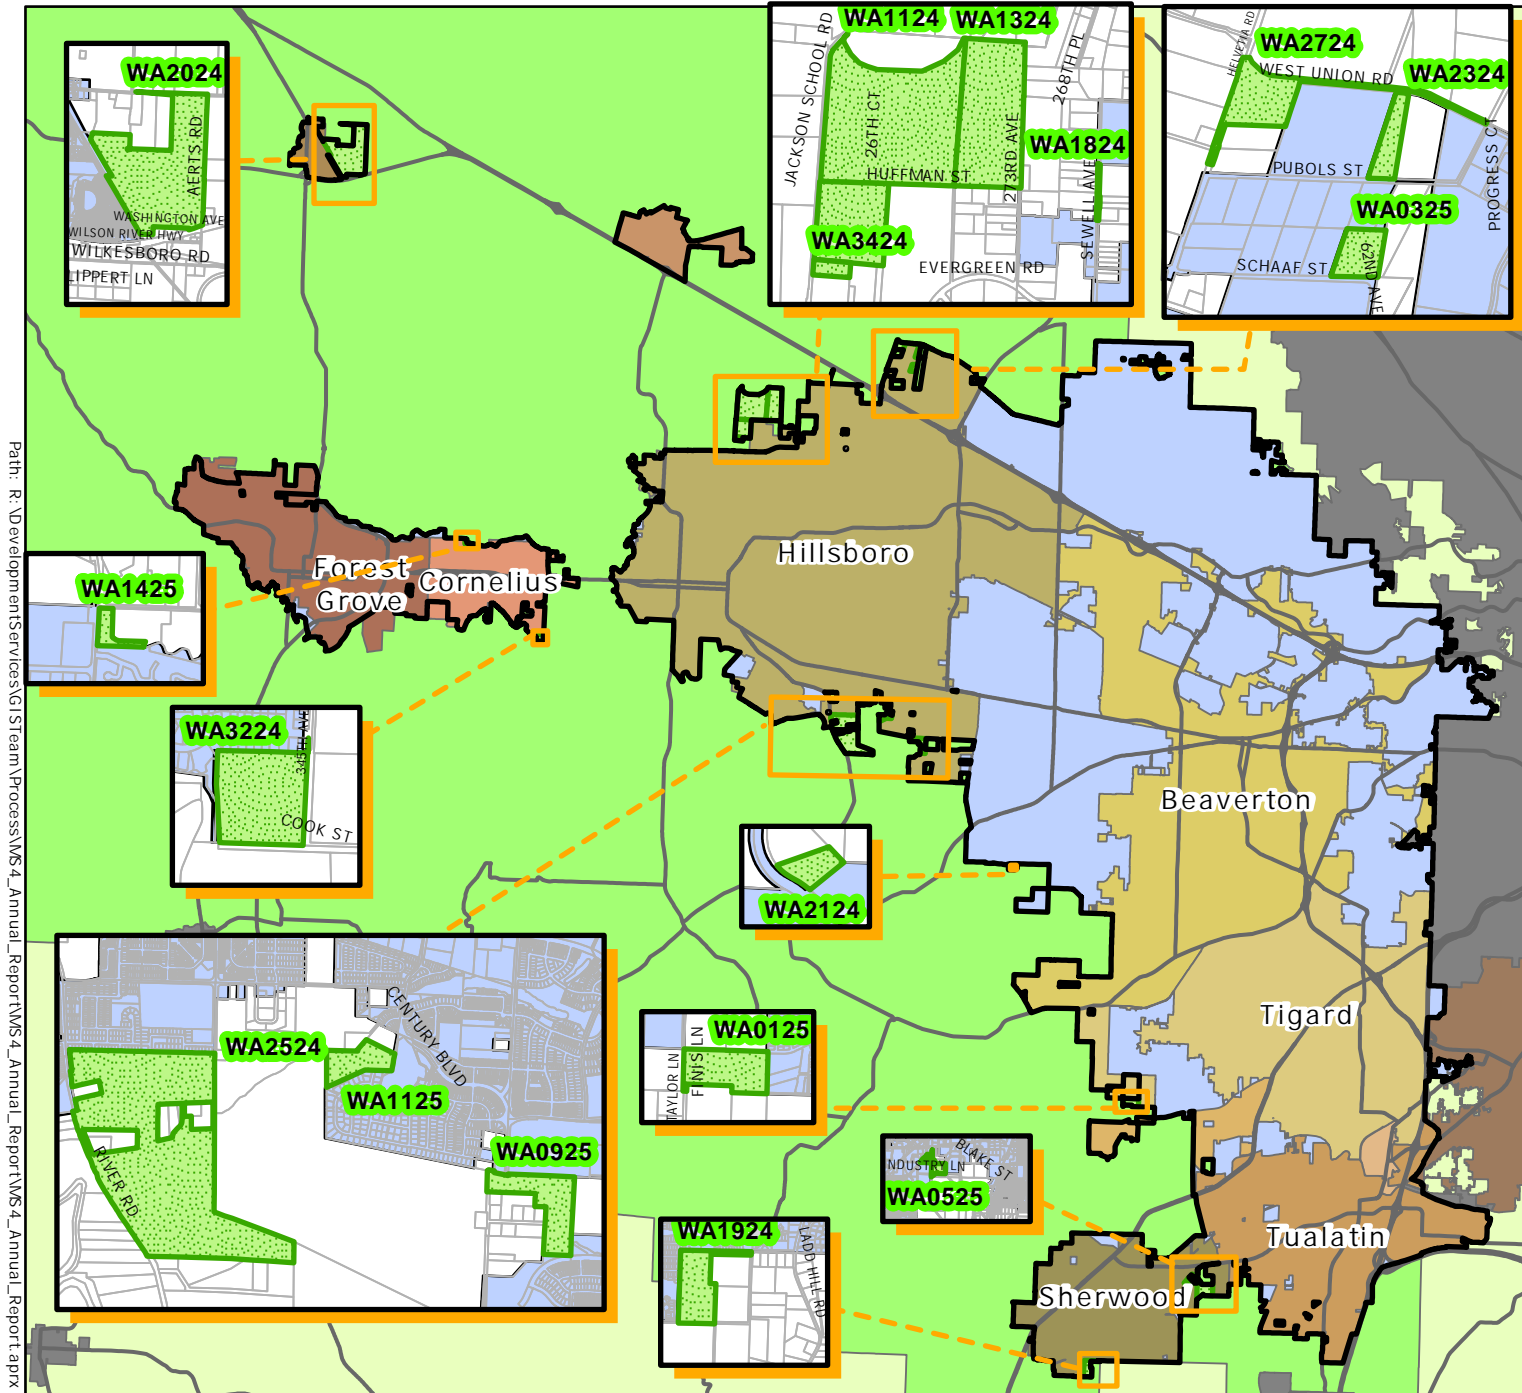 WA2024
AERTS RD
WASHINGTON AVE
WILSON RIVER HWY
WILKESBORO RD
LIPPERT LN
WA1124
WA1324
JACKSON SCHOOL RD
26TH CT
268TH PL
WA1824
HUFFMAN ST
273RD AVE
SEWELL AVE
WA3424
EVERGREEN RD
HELVETIA RD
WA2724
WEST UNION RD
WA2324
PUBOLS ST
PROGRESS CT
WA0325
SCHAAF ST
62ND AVE
Hillsboro
Forest
Grove
Cornelius
WA1425
WA3224
345TH AVE
COOK ST
Beaverton
WA2124
WA2524
CENTURY BLVD
WA1125
WA0925
RIVER RD
WA0125
TAYLOR LN
FINIS LN
Tigard
BLAKE ST
NDUSTRY LN
WA0525
WA1924
LADD HILL RD
Tualatin
Sherwood
Path: R:\DevelopmentServices\GISTeam\Process\MS4_Annual_Report\MS4_Annual_Report\MS4_Annual_Report.aprx